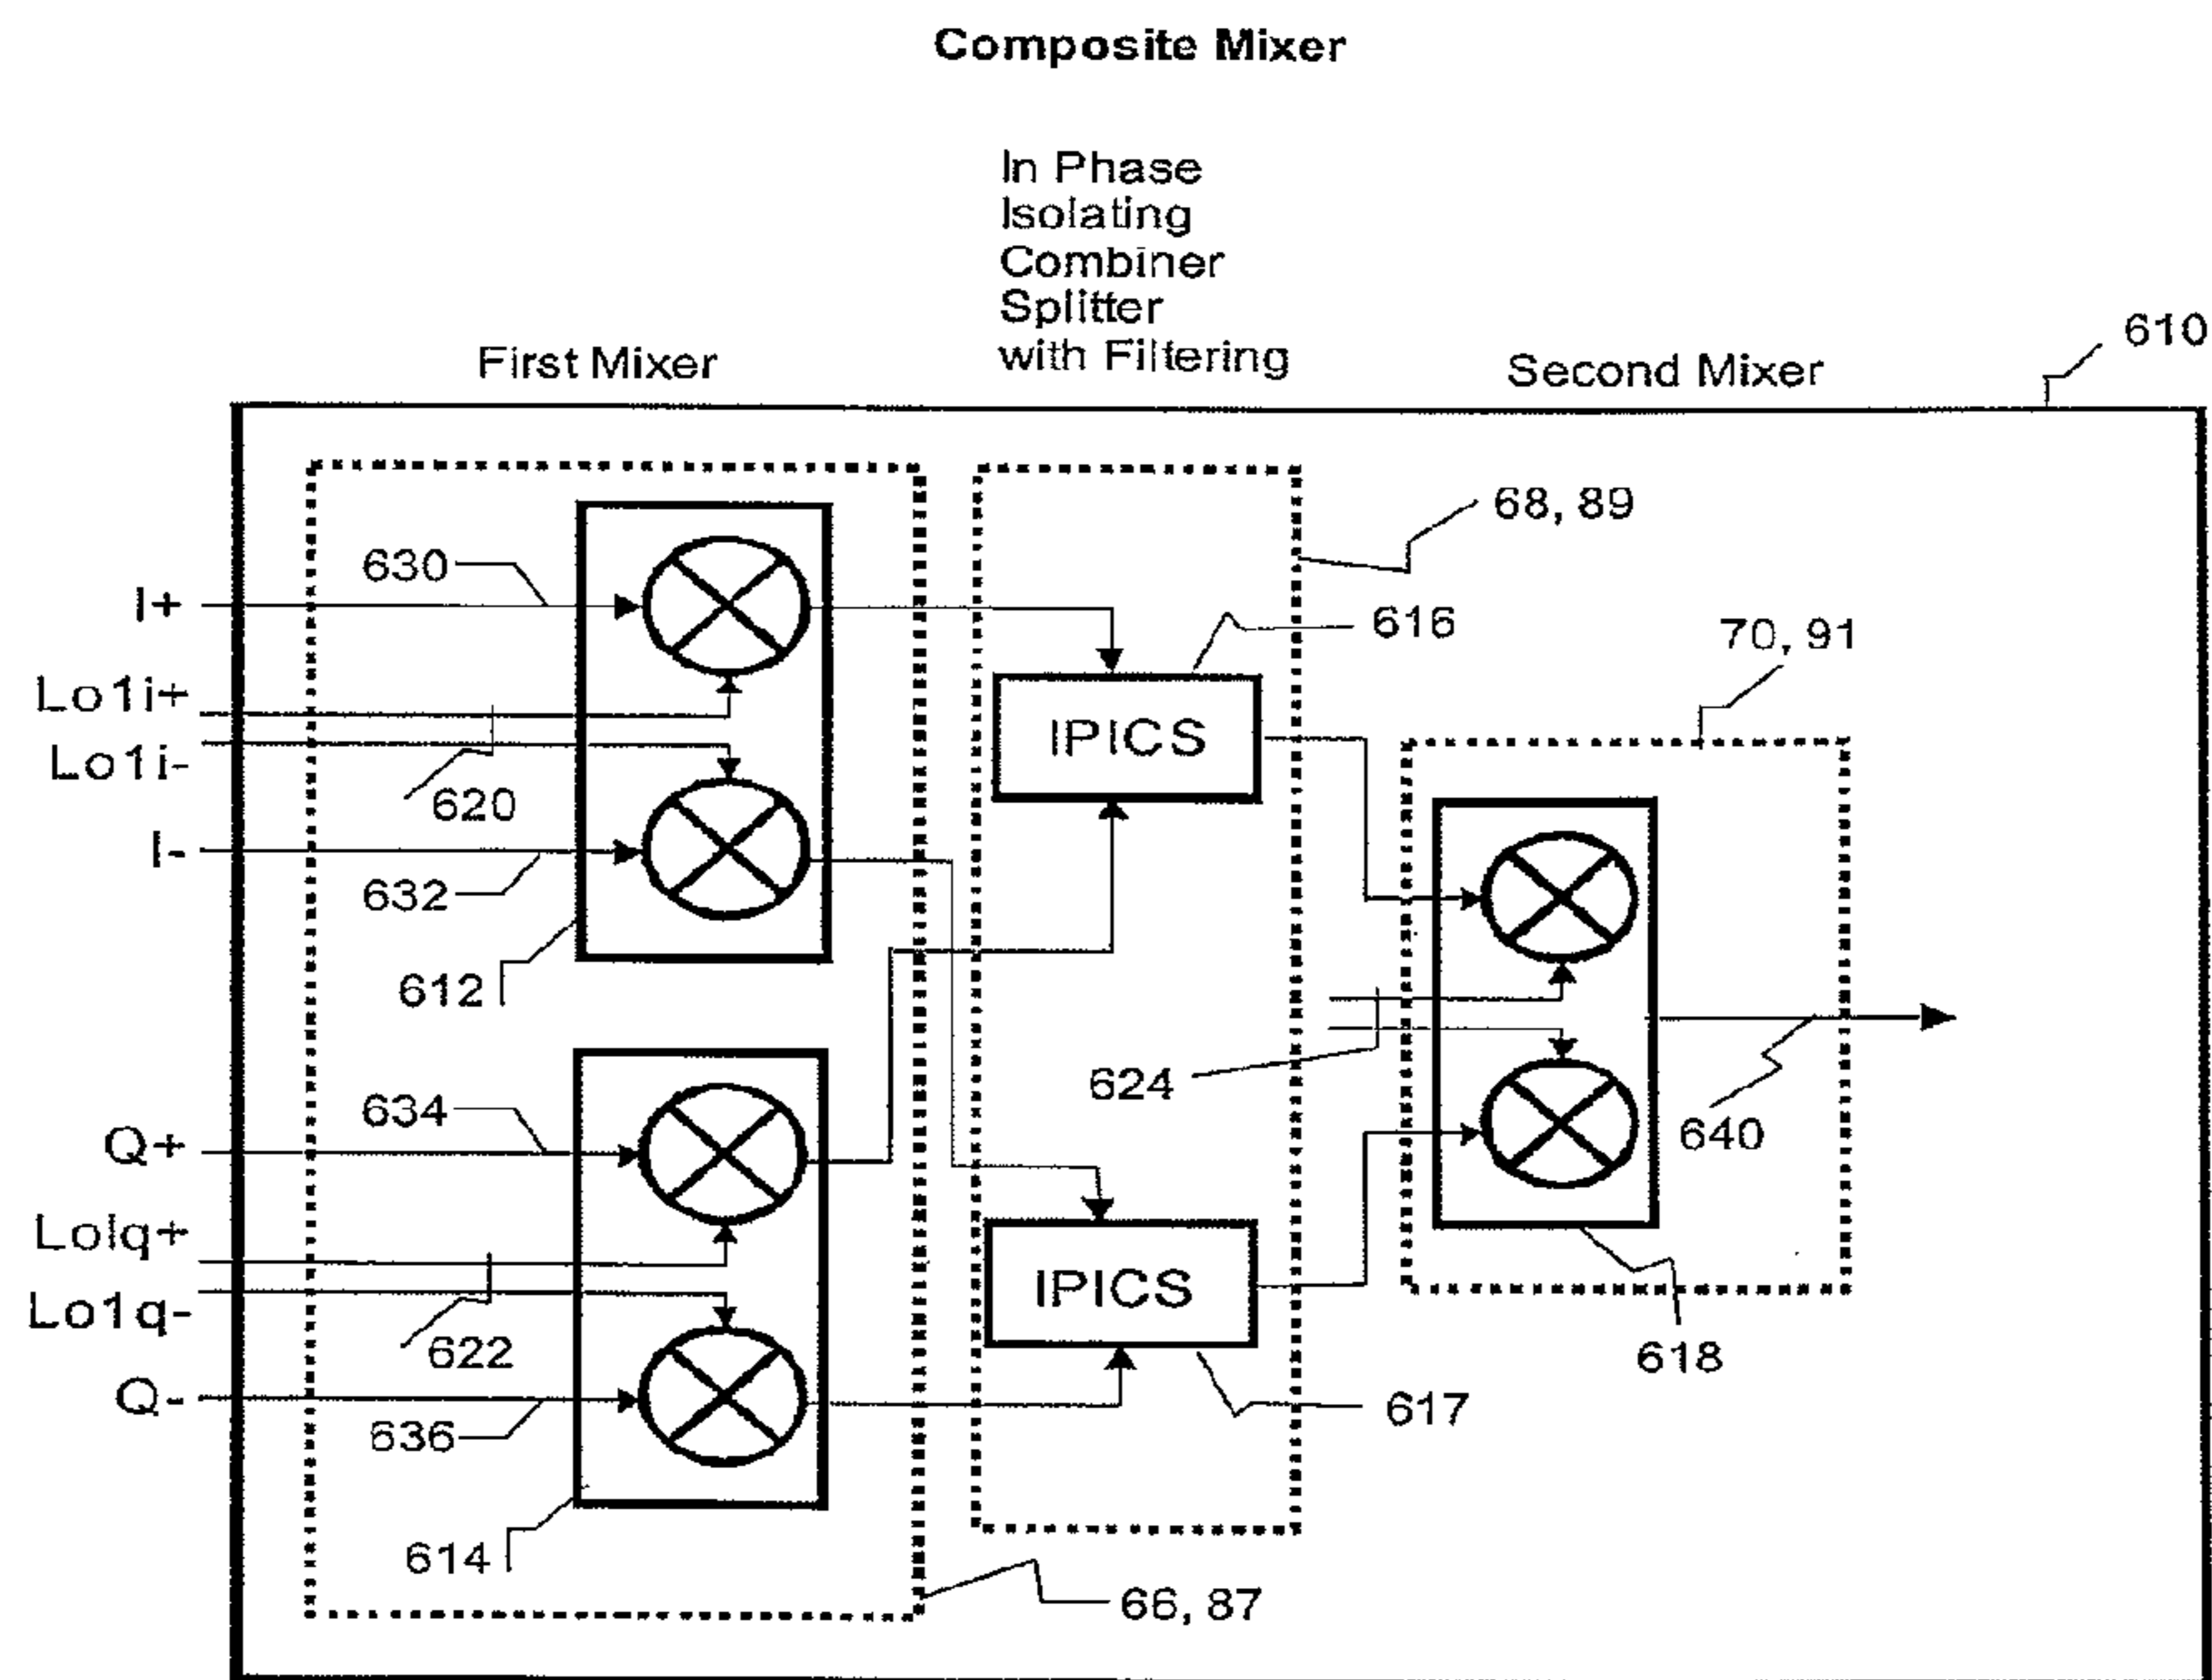 Composite Mixer
In Phase
Isolating
Combiner
Splitter
with Filtering
First Mixer
Second Mixer
610
68, 89
630
I+
616
70, 91
Lo1i+
IPICS
Lo1i-
620
I-
632
612
624
634
Q+
640
Lolq+
IPICS
Lo1q-
622
618
Q-
617
636
614
66, 87